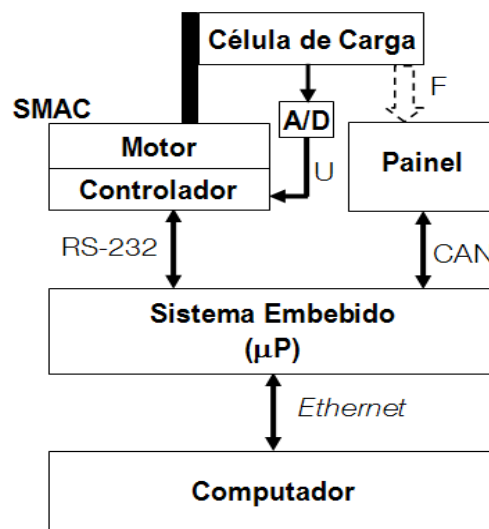 Célula de Carga
F
SMAC
A/D
Motor
Painel
U
Controlador
RS-232
CAN
Sistema Embebido
(µP)
Ethernet
Computador